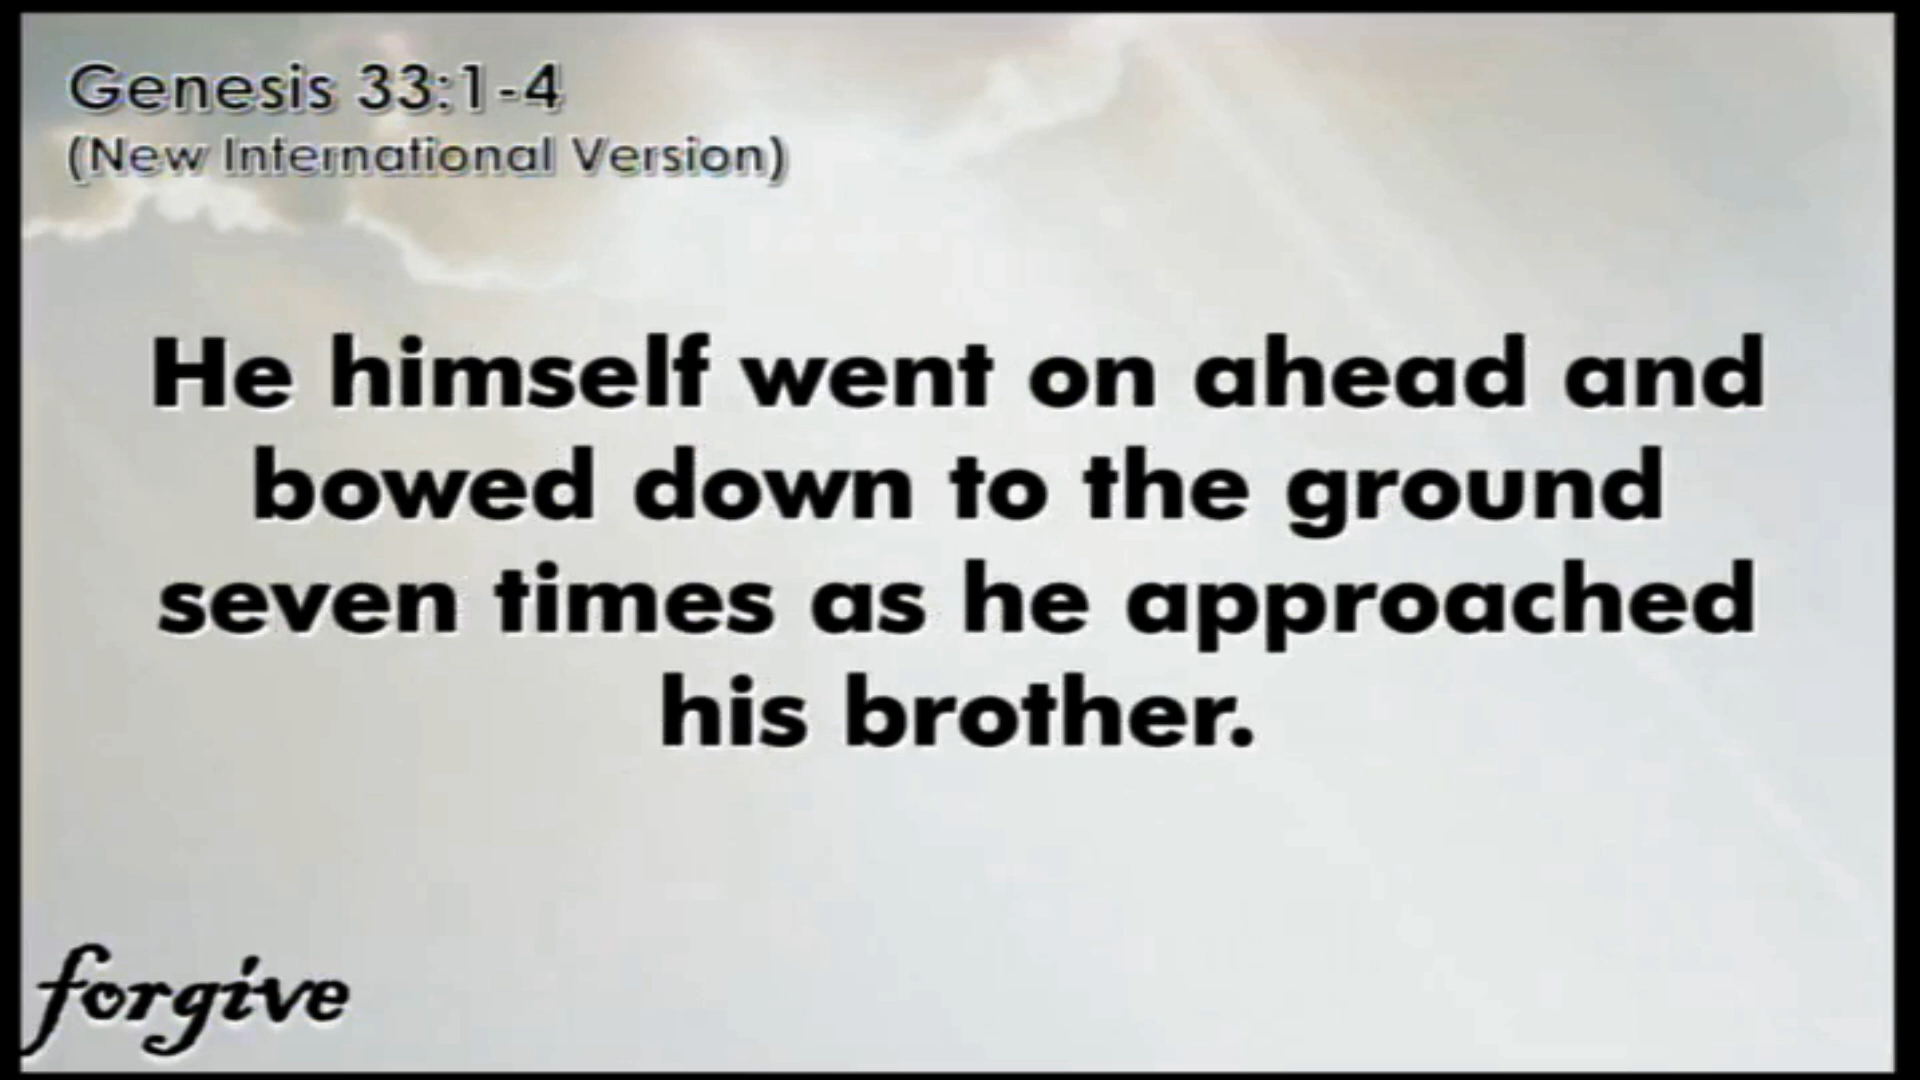 Genesis 33:1-4
(New International Version)
He himself went on ahead and
bowed down to the ground
seven times as he approached
his brother.
forgive